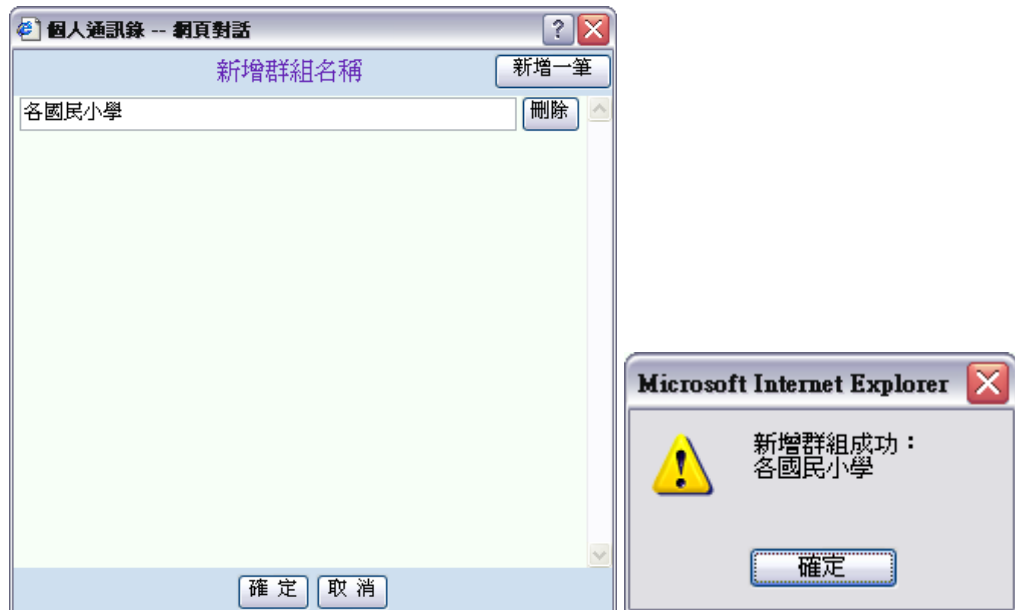 個人通訊錄 -- 網頁對話
新增群組名稱
新增一筆
各國民小學
刪除
確 定
取 消
Microsoft Internet Explorer
新增群組成功：
各國民小學
確定